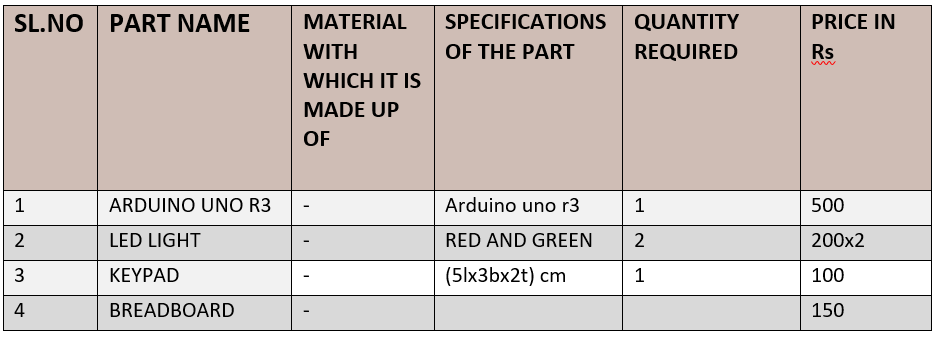 SL.NO PART NAME MATERIAL WITH WHICH IT IS MADE UP OF SPECIFICATIONS OF THE PART QUANTITY REQUIRED PRICE IN Rs
1 ARDUINO UNO R3 - Arduino uno r3 1 500
2 LED LIGHT - RED AND GREEN 2 200x2
3 KEYPAD - (5lx3bx2t) cm 1 100
4 BREADBOARD - 150